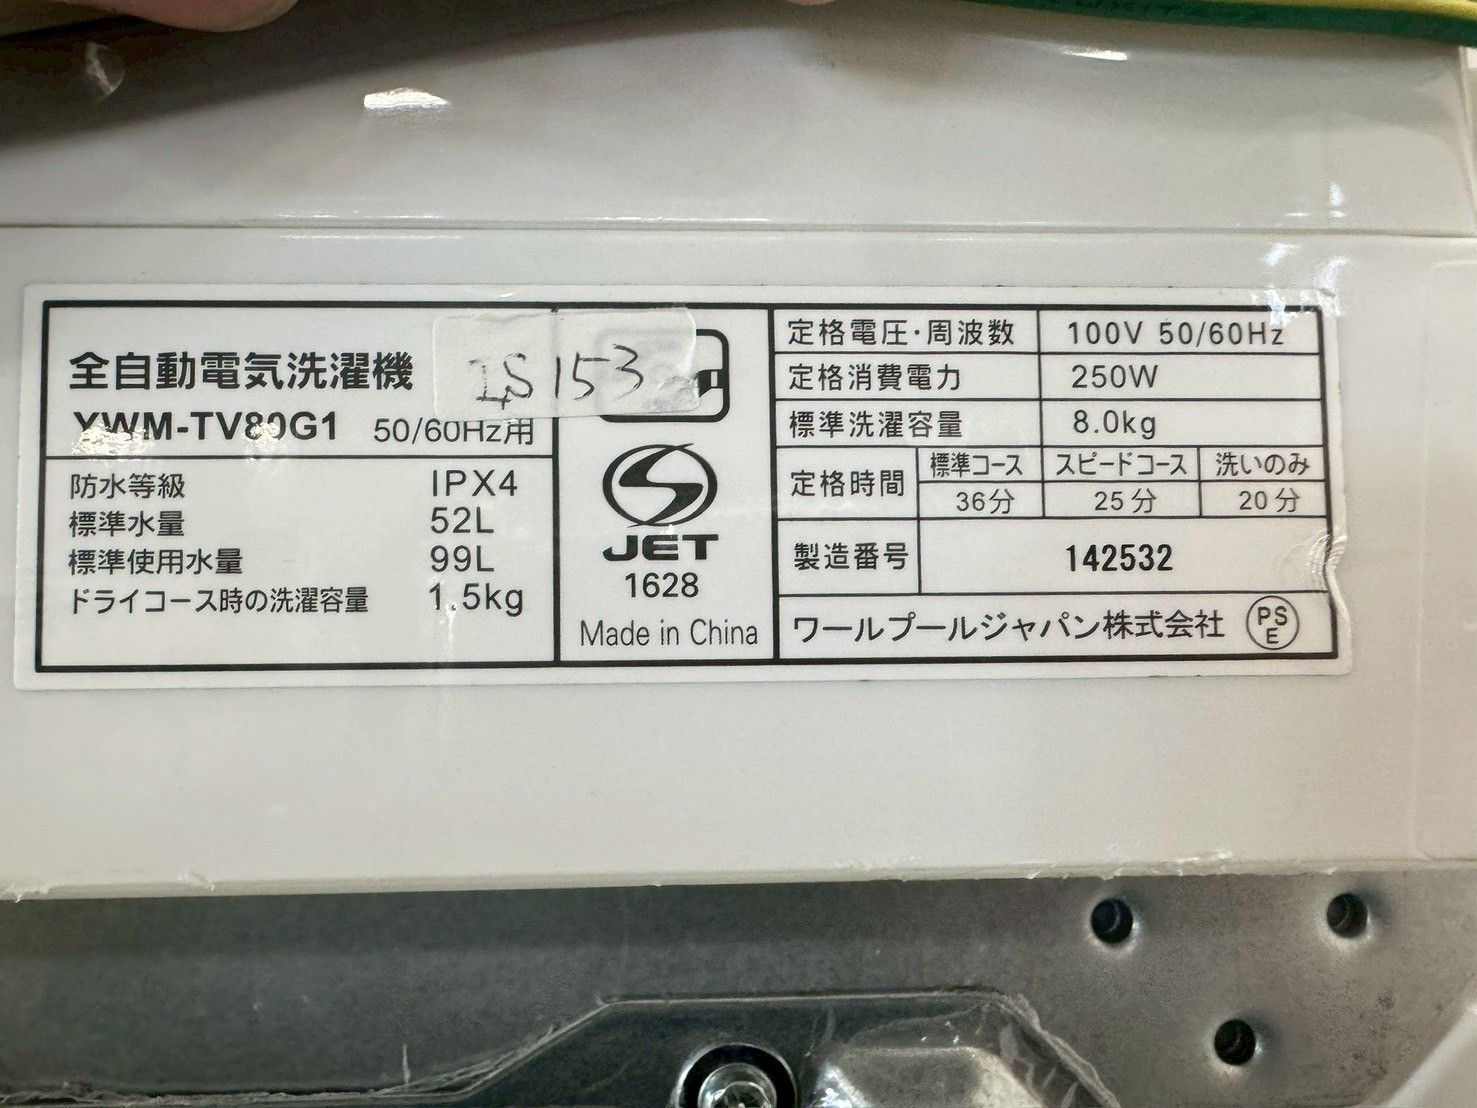 全自動電気洗濯機
YWM-TV80G1 50/60Hz用
153
防水等級 IPX4
標準水量 52L
標準使用水量 99L
ドライコース時の洗濯容量 1.5kg
JET
1628
Made in China
定格電圧・周波数 100V 50/60Hz
定格消費電力 250W
標準洗濯容量 8.0kg
定格時間 標準コース スピードコース 洗いのみ
36分 25分 20分
製造番号 142532
ワールプールジャパン株式会社 PSE